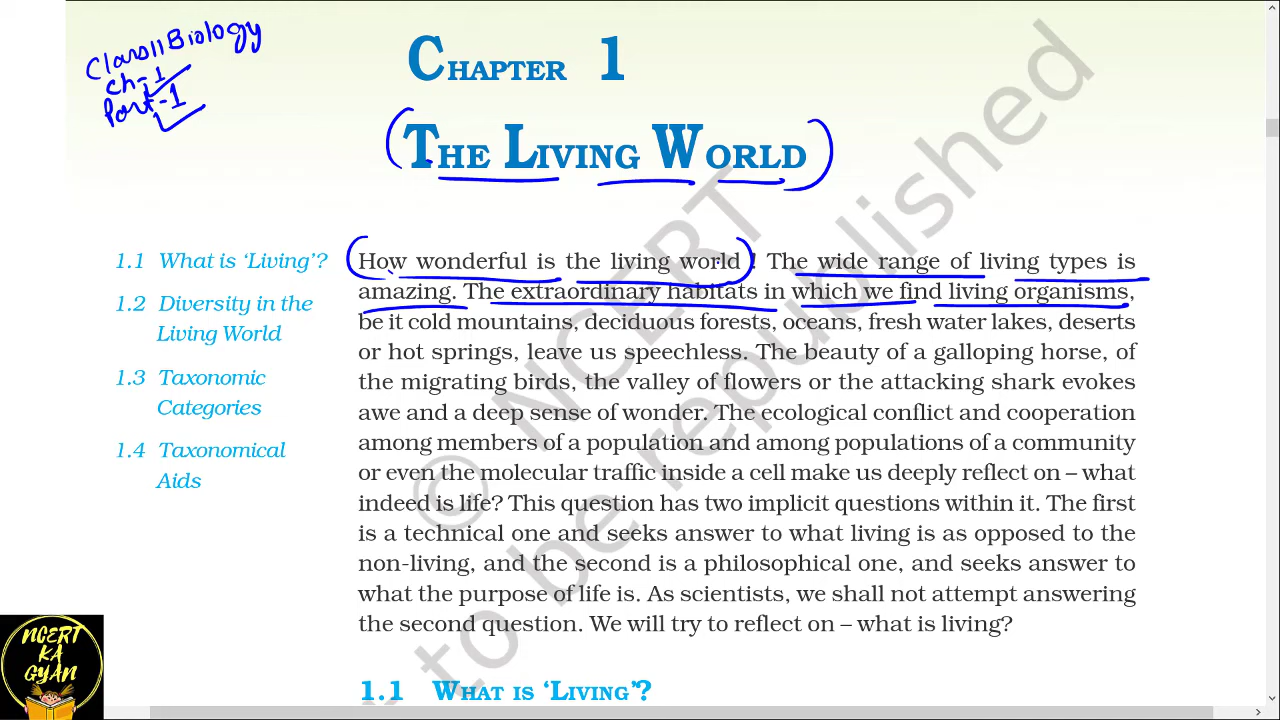 Class 11 Biology
Ch-1
Part-1
CHAPTER 1
THE LIVING WORLD
1.1 What is ‘Living’?
1.2 Diversity in the
Living World
1.3 Taxonomic
Categories
1.4 Taxonomical
Aids
How wonderful is the living world ! The wide range of living types is
amazing. The extraordinary habitats in which we find living organisms,
be it cold mountains, deciduous forests, oceans, fresh water lakes, deserts
or hot springs, leave us speechless. The beauty of a galloping horse, of
the migrating birds, the valley of flowers or the attacking shark evokes
awe and a deep sense of wonder. The ecological conflict and cooperation
among members of a population and among populations of a community
or even the molecular traffic inside a cell make us deeply reflect on – what
indeed is life? This question has two implicit questions within it. The first
is a technical one and seeks answer to what living is as opposed to the
non-living, and the second is a philosophical one, and seeks answer to
what the purpose of life is. As scientists, we shall not attempt answering
the second question. We will try to reflect on – what is living?
1.1 WHAT IS ‘LIVING’?
© NCERT
to be republished
NCERT
KA
GYAN